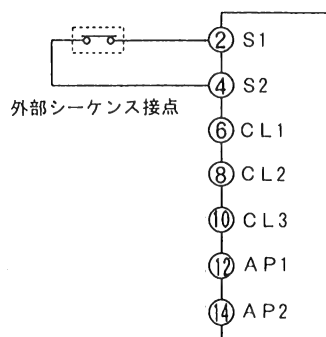 ② S1
④ S2
外部シーケンス接点
⑥ CL1
⑧ CL2
⑩ CL3
⑫ AP1
⑭ AP2